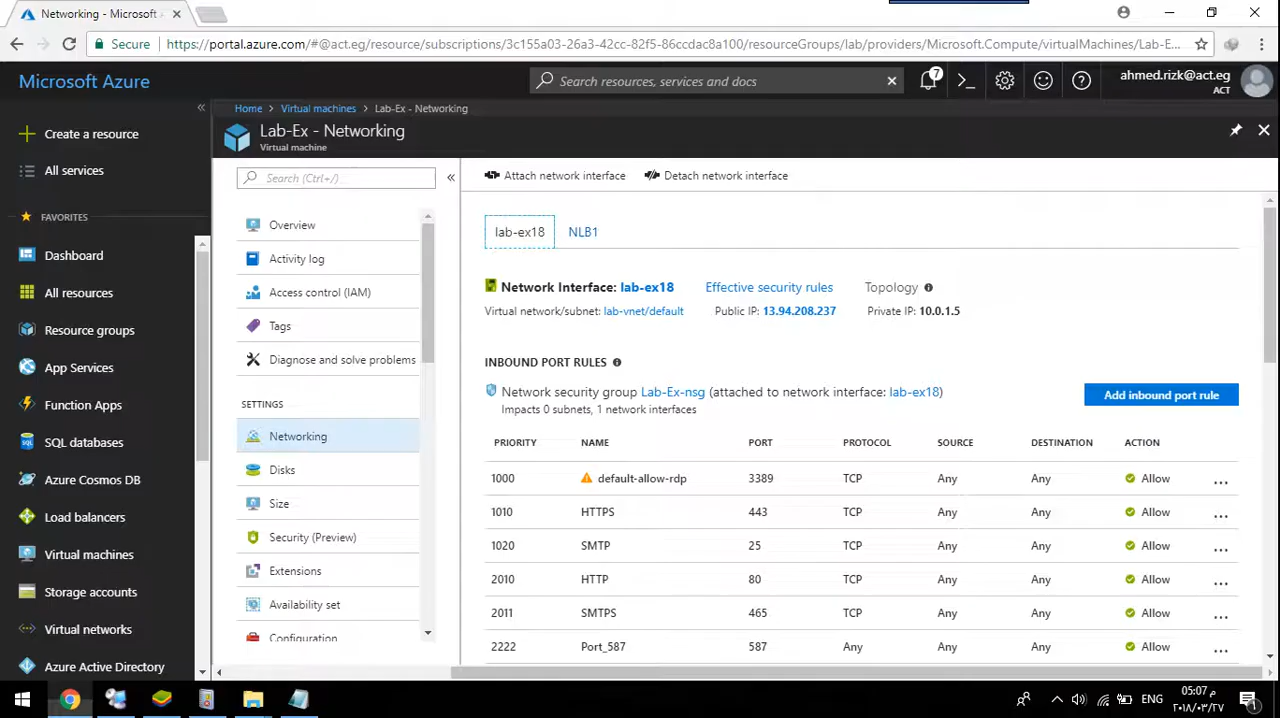 Networking - Microsoft
Secure
https://portal.azure.com/#@act.eg/resource/subscriptions/3c155a03-26a3-42cc-82f5-86ccdac8a100/resourceGroups/lab/providers/Microsoft.Compute/virtualMachines/Lab-E...
Microsoft Azure
Search resources, services and docs
7
ahmed.rizk@act.eg
ACT
Home
Virtual machines
Lab-Ex - Networking
Lab-Ex - Networking
Virtual machine
Create a resource
All services
FAVORITES
Dashboard
All resources
Resource groups
App Services
Function Apps
SQL databases
Azure Cosmos DB
Load balancers
Virtual machines
Storage accounts
Virtual networks
Azure Active Directory
Search (Ctrl+/)
Overview
Activity log
Access control (IAM)
Tags
Diagnose and solve problems
SETTINGS
Networking
Disks
Size
Security (Preview)
Extensions
Availability set
Configuration
Attach network interface
Detach network interface
lab-ex18
NLB1
Network Interface: lab-ex18
Effective security rules
Topology
Virtual network/subnet: lab-vnet/default
Public IP: 13.94.208.237
Private IP: 10.0.1.5
INBOUND PORT RULES
Network security group Lab-Ex-nsg (attached to network interface: lab-ex18)
Impacts 0 subnets, 1 network interfaces
Add inbound port rule
PRIORITY NAME PORT PROTOCOL SOURCE DESTINATION ACTION
1000 default-allow-rdp 3389 TCP Any Any Allow ...
1010 HTTPS 443 TCP Any Any Allow ...
1020 SMTP 25 TCP Any Any Allow ...
2010 HTTP 80 TCP Any Any Allow ...
2011 SMTPS 465 TCP Any Any Allow ...
2222 Port_587 587 Any Any Any Allow ...
ENG
05:07 م
٢٠١٨/٠٣/٢٧
1